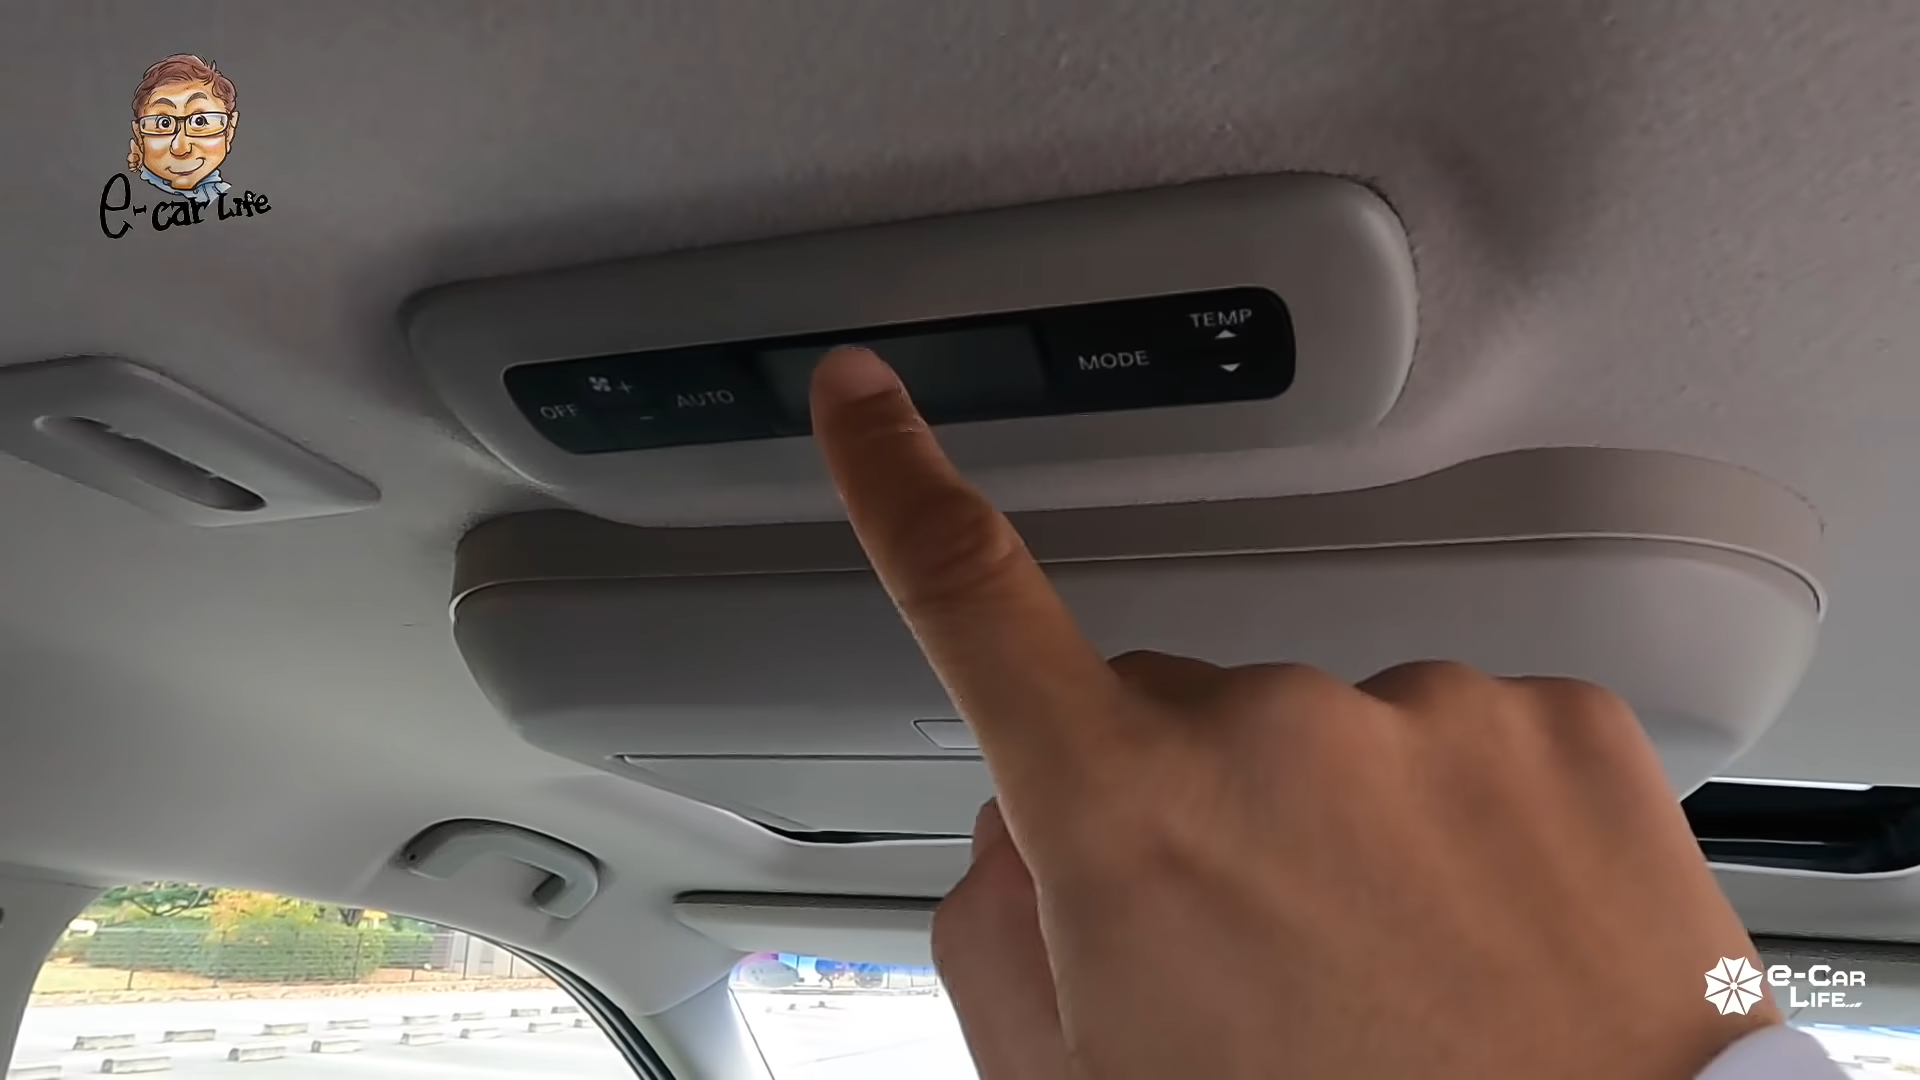 e-car Life
TEMP
MODE
+
AUTO
OFF
-
e-Car
Life